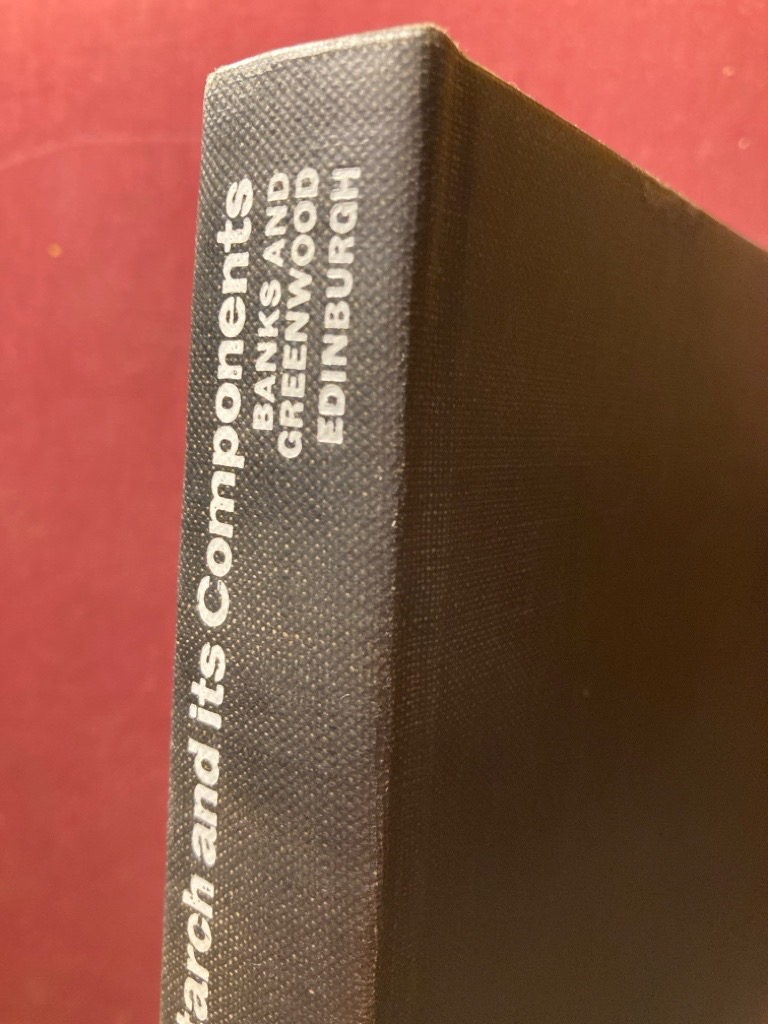 tarch and its Components
BANKS AND
GREENWOOD
EDINBURGH